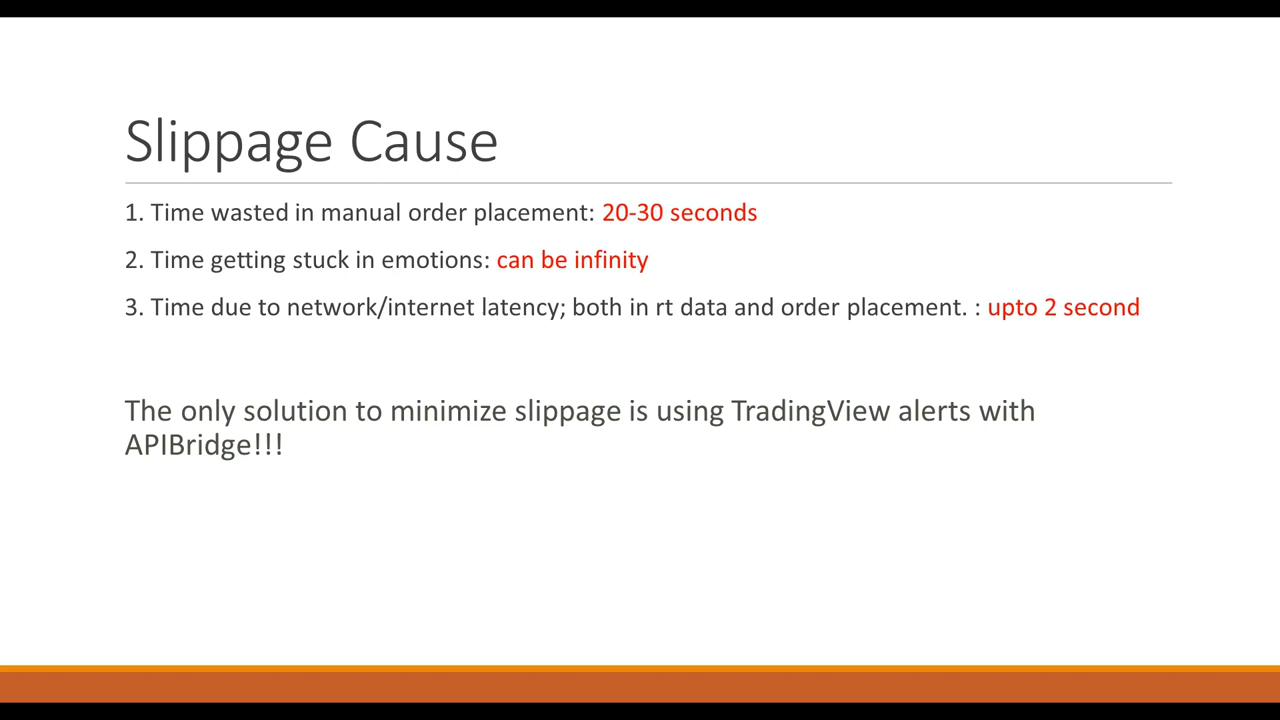 Slippage Cause
1. Time wasted in manual order placement: 20-30 seconds
2. Time getting stuck in emotions: can be infinity
3. Time due to network/internet latency; both in rt data and order placement. : upto 2 second
The only solution to minimize slippage is using TradingView alerts with
APIBridge!!!